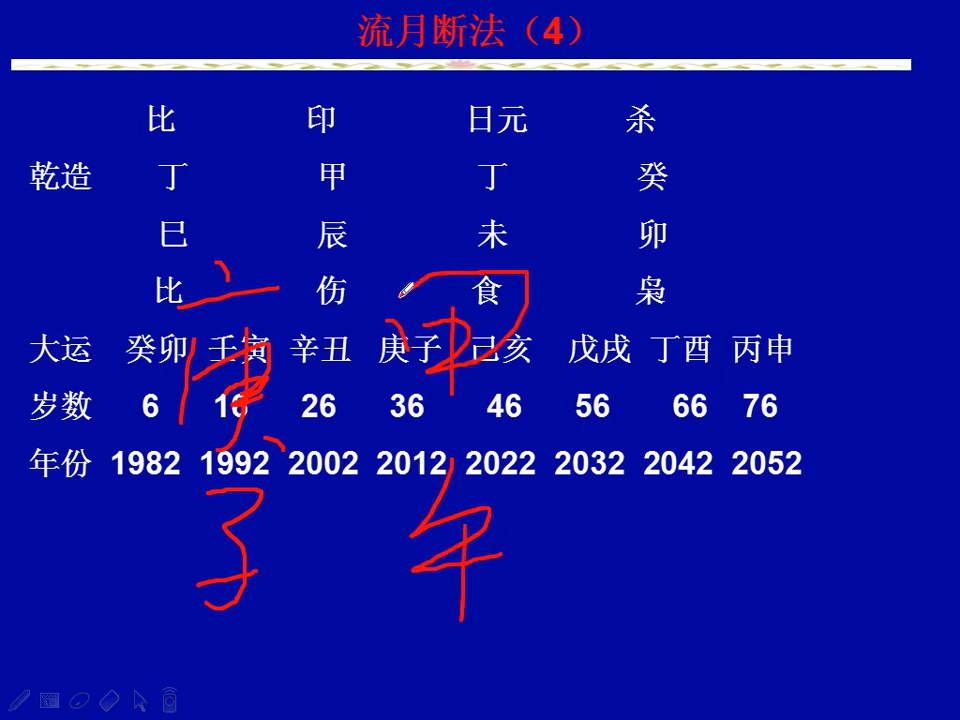 流月断法（4）
比 印 日元 杀
乾造 丁 甲 丁 癸
巳 辰 未 卯
比 伤 食 枭
大运 癸卯 壬寅 辛丑 庚子 己亥 戊戌 丁酉 丙申
岁数 6 16 26 36 46 56 66 76
年份 1982 1992 2002 2012 2022 2032 2042 2052
庚 甲
子 午